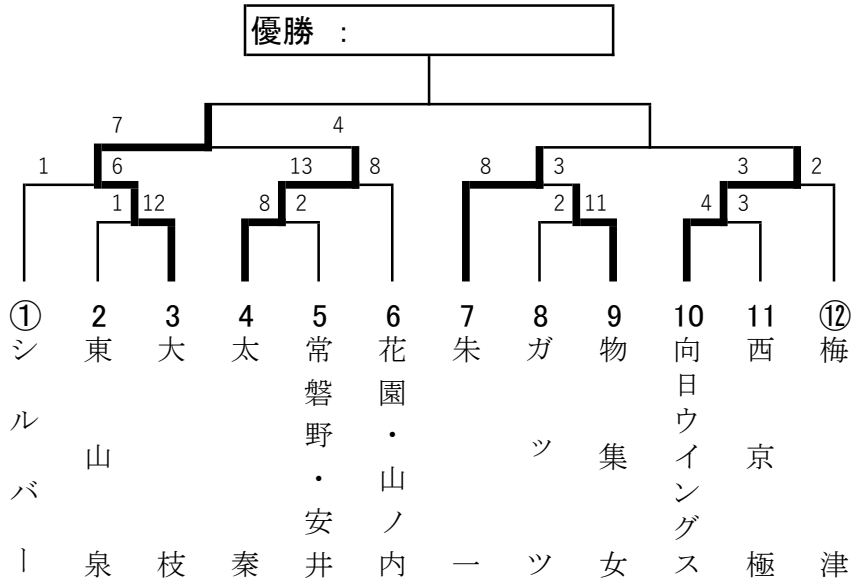 優勝 :
7 4
1 6 13 8 8 3 3 2
1 12 8 2 2 11 4 3
① 2 3 4 5 6 7 8 9 10 11 ⑫
シルバー
東山泉
大枝
太秦
常磐野・安井
花園・山ノ内
朱一
ガッツ
物集女
向日ウイングス
西京極
梅津